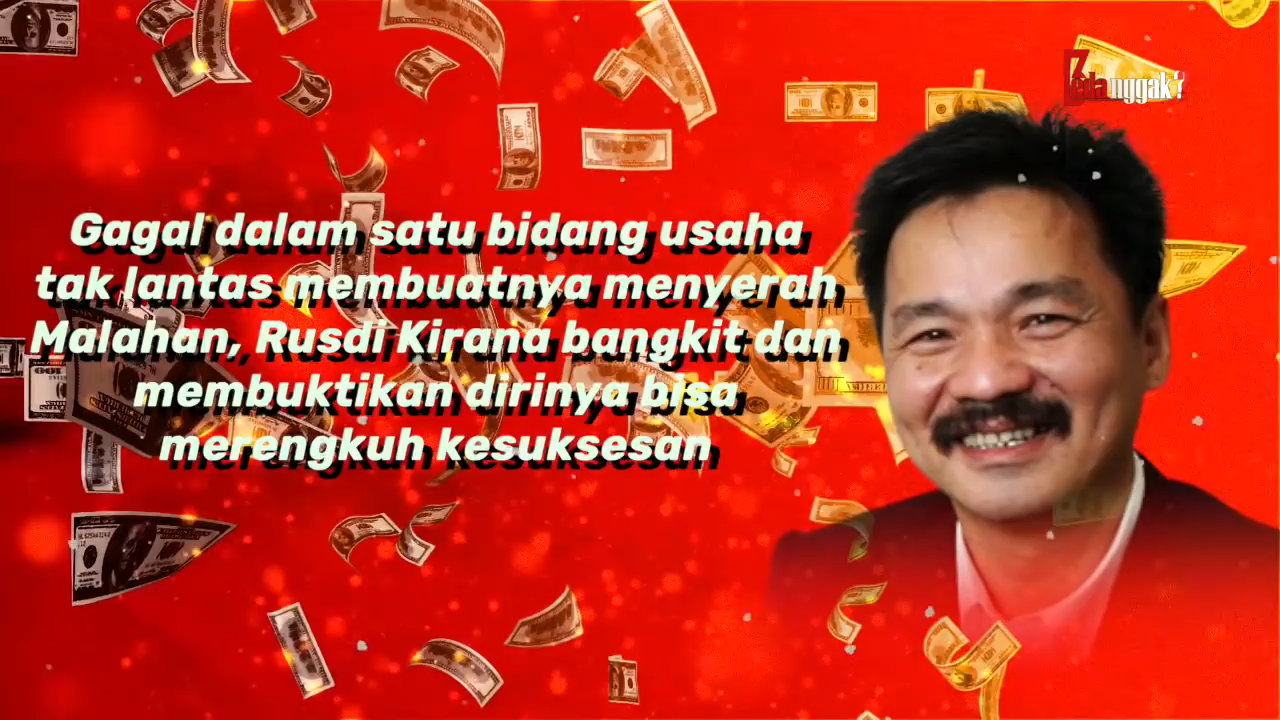 Zedanggak?
Gagal dalam satu bidang usaha
tak lantas membuatnya menyerah
Malahan, Rusdi Kirana bangkit dan
membuktikan dirinya bisa
merengkuh kesuksesan